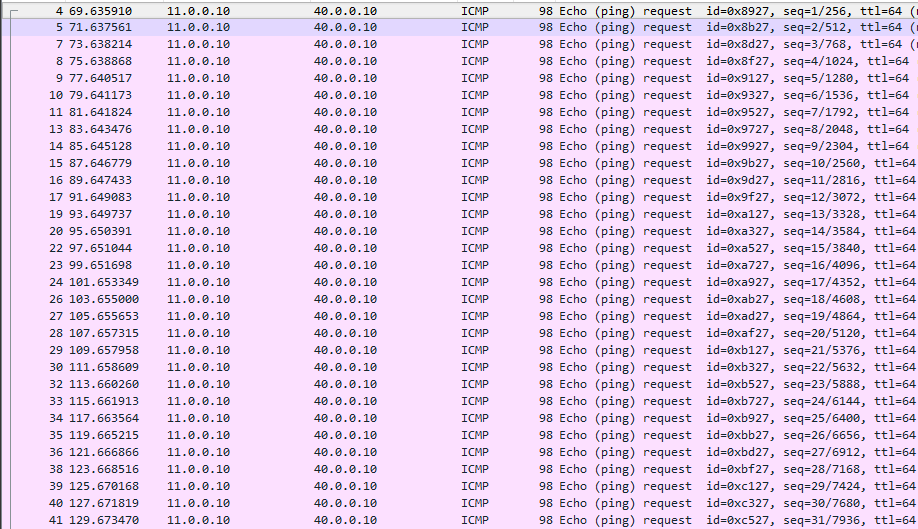 4 69.635910 11.0.0.10 40.0.0.10 ICMP 98 Echo (ping) request id=0x8927, seq=1/256, ttl=64 (
5 71.637561 11.0.0.10 40.0.0.10 ICMP 98 Echo (ping) request id=0x8b27, seq=2/512, ttl=64 (
7 73.638214 11.0.0.10 40.0.0.10 ICMP 98 Echo (ping) request id=0x8d27, seq=3/768, ttl=64 (
8 75.638868 11.0.0.10 40.0.0.10 ICMP 98 Echo (ping) request id=0x8f27, seq=4/1024, ttl=64
9 77.640517 11.0.0.10 40.0.0.10 ICMP 98 Echo (ping) request id=0x9127, seq=5/1280, ttl=64
10 79.641173 11.0.0.10 40.0.0.10 ICMP 98 Echo (ping) request id=0x9327, seq=6/1536, ttl=64
11 81.641824 11.0.0.10 40.0.0.10 ICMP 98 Echo (ping) request id=0x9527, seq=7/1792, ttl=64
13 83.643476 11.0.0.10 40.0.0.10 ICMP 98 Echo (ping) request id=0x9727, seq=8/2048, ttl=64
14 85.645128 11.0.0.10 40.0.0.10 ICMP 98 Echo (ping) request id=0x9927, seq=9/2304, ttl=64
15 87.646779 11.0.0.10 40.0.0.10 ICMP 98 Echo (ping) request id=0x9b27, seq=10/2560, ttl=64
16 89.647433 11.0.0.10 40.0.0.10 ICMP 98 Echo (ping) request id=0x9d27, seq=11/2816, ttl=64
17 91.649083 11.0.0.10 40.0.0.10 ICMP 98 Echo (ping) request id=0x9f27, seq=12/3072, ttl=64
19 93.649737 11.0.0.10 40.0.0.10 ICMP 98 Echo (ping) request id=0xa127, seq=13/3328, ttl=64
20 95.650391 11.0.0.10 40.0.0.10 ICMP 98 Echo (ping) request id=0xa327, seq=14/3584, ttl=64
22 97.651044 11.0.0.10 40.0.0.10 ICMP 98 Echo (ping) request id=0xa527, seq=15/3840, ttl=64
23 99.651698 11.0.0.10 40.0.0.10 ICMP 98 Echo (ping) request id=0xa727, seq=16/4096, ttl=64
24 101.653349 11.0.0.10 40.0.0.10 ICMP 98 Echo (ping) request id=0xa927, seq=17/4352, ttl=64
26 103.655000 11.0.0.10 40.0.0.10 ICMP 98 Echo (ping) request id=0xab27, seq=18/4608, ttl=64
27 105.655653 11.0.0.10 40.0.0.10 ICMP 98 Echo (ping) request id=0xad27, seq=19/4864, ttl=64
28 107.657315 11.0.0.10 40.0.0.10 ICMP 98 Echo (ping) request id=0xaf27, seq=20/5120, ttl=64
29 109.657958 11.0.0.10 40.0.0.10 ICMP 98 Echo (ping) request id=0xb127, seq=21/5376, ttl=64
30 111.658609 11.0.0.10 40.0.0.10 ICMP 98 Echo (ping) request id=0xb327, seq=22/5632, ttl=64
32 113.660260 11.0.0.10 40.0.0.10 ICMP 98 Echo (ping) request id=0xb527, seq=23/5888, ttl=64
33 115.661913 11.0.0.10 40.0.0.10 ICMP 98 Echo (ping) request id=0xb727, seq=24/6144, ttl=64
34 117.663564 11.0.0.10 40.0.0.10 ICMP 98 Echo (ping) request id=0xb927, seq=25/6400, ttl=64
35 119.665215 11.0.0.10 40.0.0.10 ICMP 98 Echo (ping) request id=0xbb27, seq=26/6656, ttl=64
36 121.666866 11.0.0.10 40.0.0.10 ICMP 98 Echo (ping) request id=0xbd27, seq=27/6912, ttl=64
38 123.668516 11.0.0.10 40.0.0.10 ICMP 98 Echo (ping) request id=0xbf27, seq=28/7168, ttl=64
39 125.670168 11.0.0.10 40.0.0.10 ICMP 98 Echo (ping) request id=0xc127, seq=29/7424, ttl=64
40 127.671819 11.0.0.10 40.0.0.10 ICMP 98 Echo (ping) request id=0xc327, seq=30/7680, ttl=64
41 129.673470 11.0.0.10 40.0.0.10 ICMP 98 Echo (ping) request id=0xc527, seq=31/7936, ttl=64